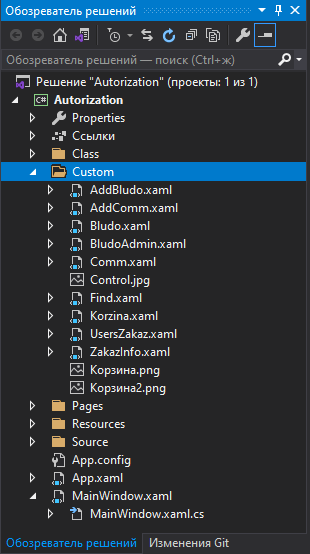 Обозреватель решений
Обозреватель решений — поиск (Ctrl+ж)
Решение "Autorization" (проекты: 1 из 1)
C# Autorization
Properties
Ссылки
Class
Custom
AddBludo.xaml
AddComm.xaml
Bludo.xaml
BludoAdmin.xaml
Comm.xaml
Control.jpg
Find.xaml
Korzina.xaml
UsersZakaz.xaml
ZakazInfo.xaml
Корзина.png
Корзина2.png
Pages
Resources
Source
App.config
App.xaml
MainWindow.xaml
MainWindow.xaml.cs
Обозреватель решений Изменения Git